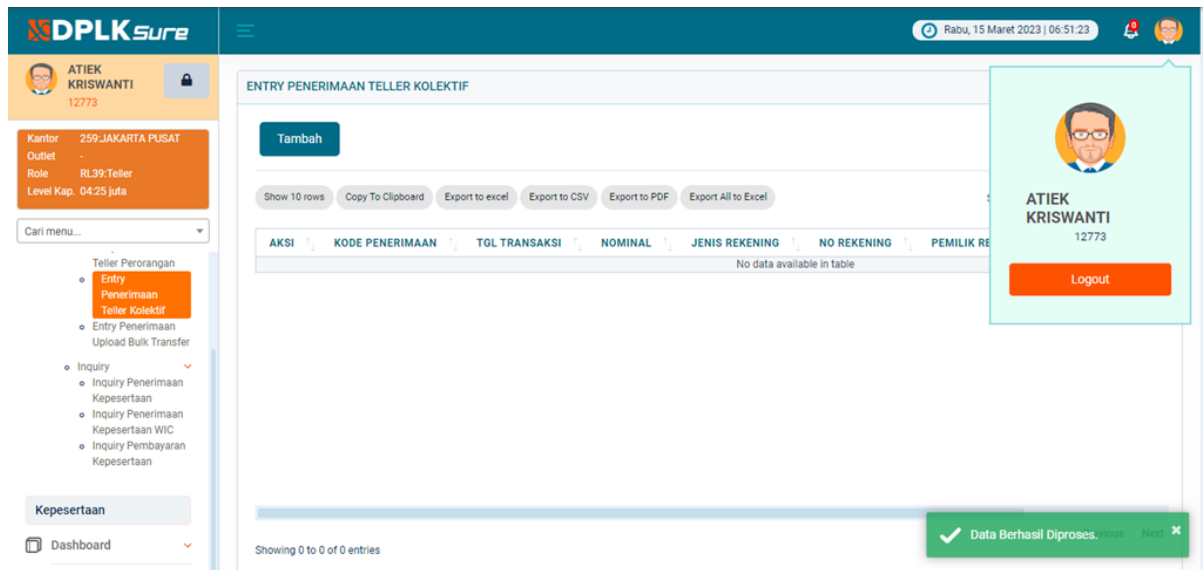 DPLKSure
Rabu, 15 Maret 2023 | 06:51:23
ATIEK
KRISWANTI
12773
Kantor 259:JAKARTA PUSAT
Outlet -
Role RL39:Teller
Level Kap. 04:25 juta
Cari menu...
Teller Perorangan
Entry
Penerimaan
Teller Kolektif
Entry Penerimaan
Upload Bulk Transfer
Inquiry
Inquiry Penerimaan
Kepesertaan
Inquiry Penerimaan
Kepesertaan WIC
Inquiry Pembayaran
Kepesertaan
Kepesertaan
Dashboard
ENTRY PENERIMAAN TELLER KOLEKTIF
Tambah
Show 10 rows Copy To Clipboard Export to excel Export to CSV Export to PDF Export All to Excel
AKSI KODE PENERIMAAN TGL TRANSAKSI NOMINAL JENIS REKENING NO REKENING PEMILIK RE
No data available in table
Showing 0 to 0 of 0 entries
ATIEK
KRISWANTI
12773
Logout
Data Berhasil Diproses. Next